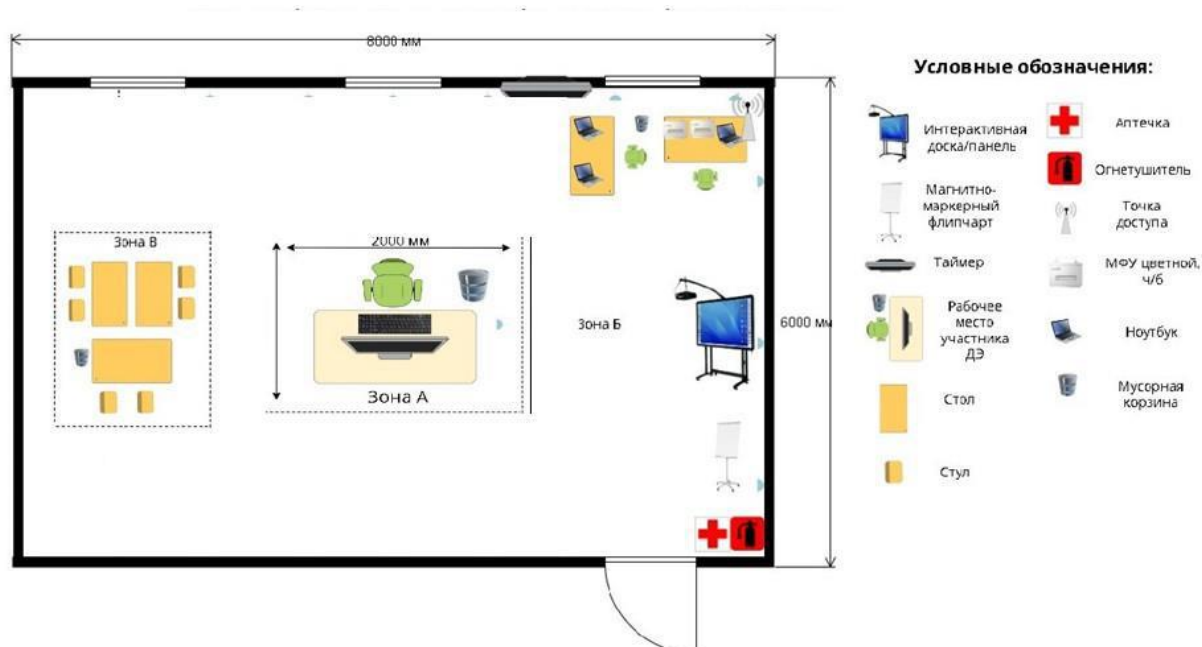 8000 мм
Условные обозначения:
Интерактивная
доска/панель
Аптечка
Огнетушитель
Магнитно-
маркерный
флипчарт
Точка
доступа
Таймер
МФУ цветной,
ч/б
Рабочее
место
участника
ДЭ
Ноутбук
Мусорная
корзина
Стол
Стул
Зона В
2000 мм
Зона А
Зона Б
6000 мм